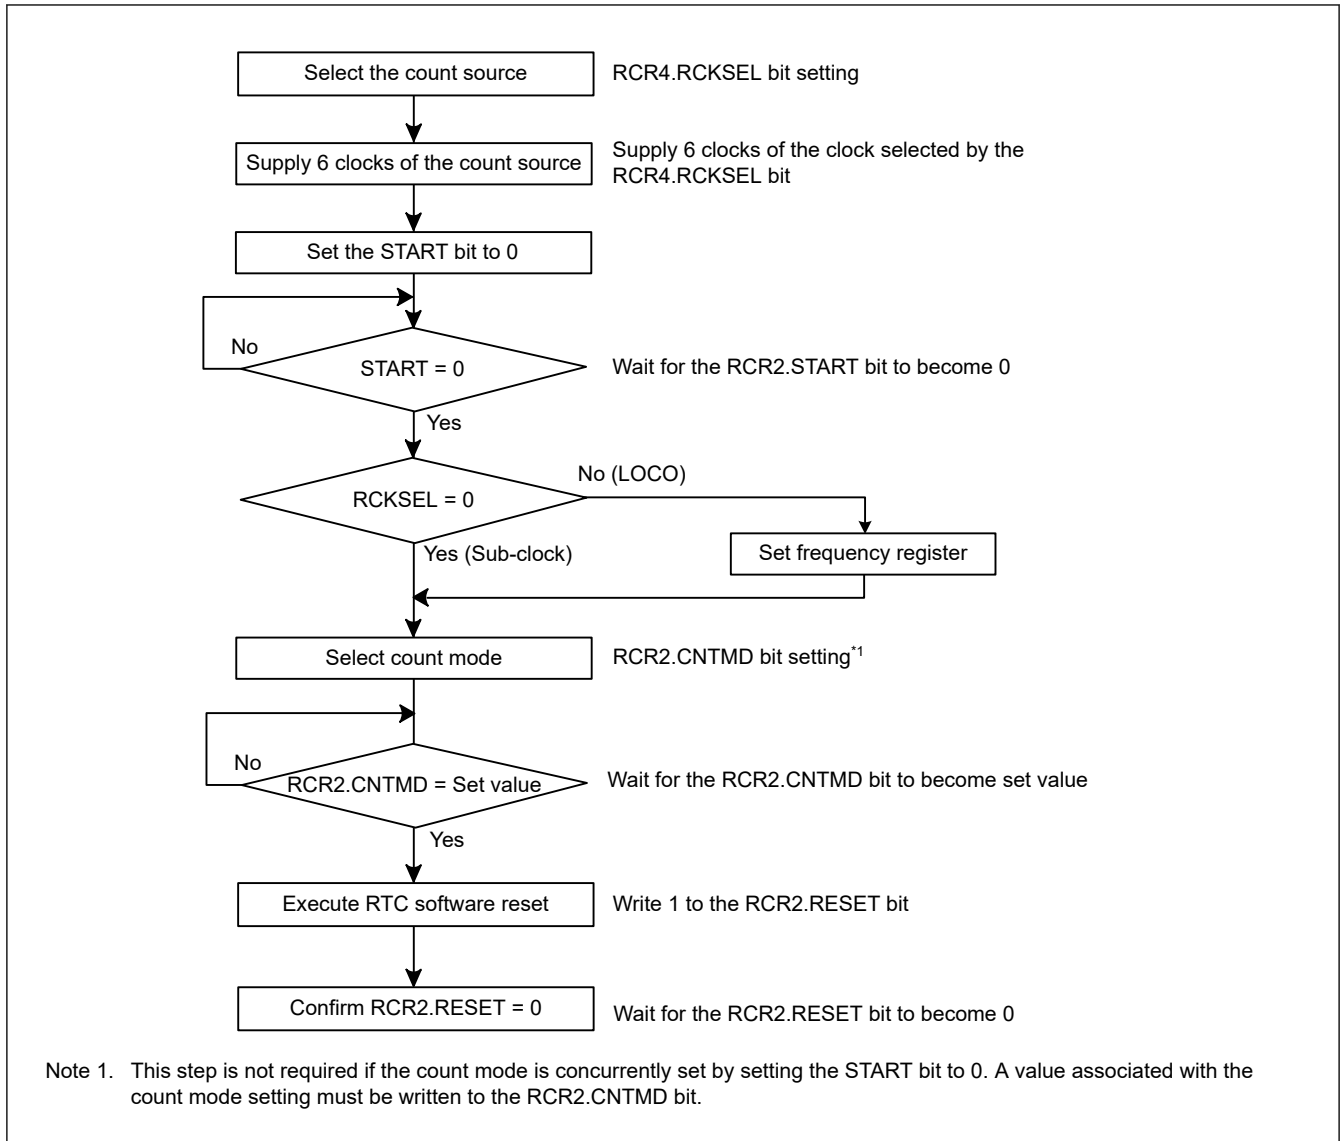 Select the count source
RCR4.RCKSEL bit setting
Supply 6 clocks of the count source
Supply 6 clocks of the clock selected by the
RCR4.RCKSEL bit
Set the START bit to 0
No
START = 0
Wait for the RCR2.START bit to become 0
Yes
No (LOCO)
RCKSEL = 0
Set frequency register
Yes (Sub-clock)
Select count mode
RCR2.CNTMD bit setting*1
No
RCR2.CNTMD = Set value
Wait for the RCR2.CNTMD bit to become set value
Yes
Execute RTC software reset
Write 1 to the RCR2.RESET bit
Confirm RCR2.RESET = 0
Wait for the RCR2.RESET bit to become 0
Note 1. This step is not required if the count mode is concurrently set by setting the START bit to 0. A value associated with the
count mode setting must be written to the RCR2.CNTMD bit.